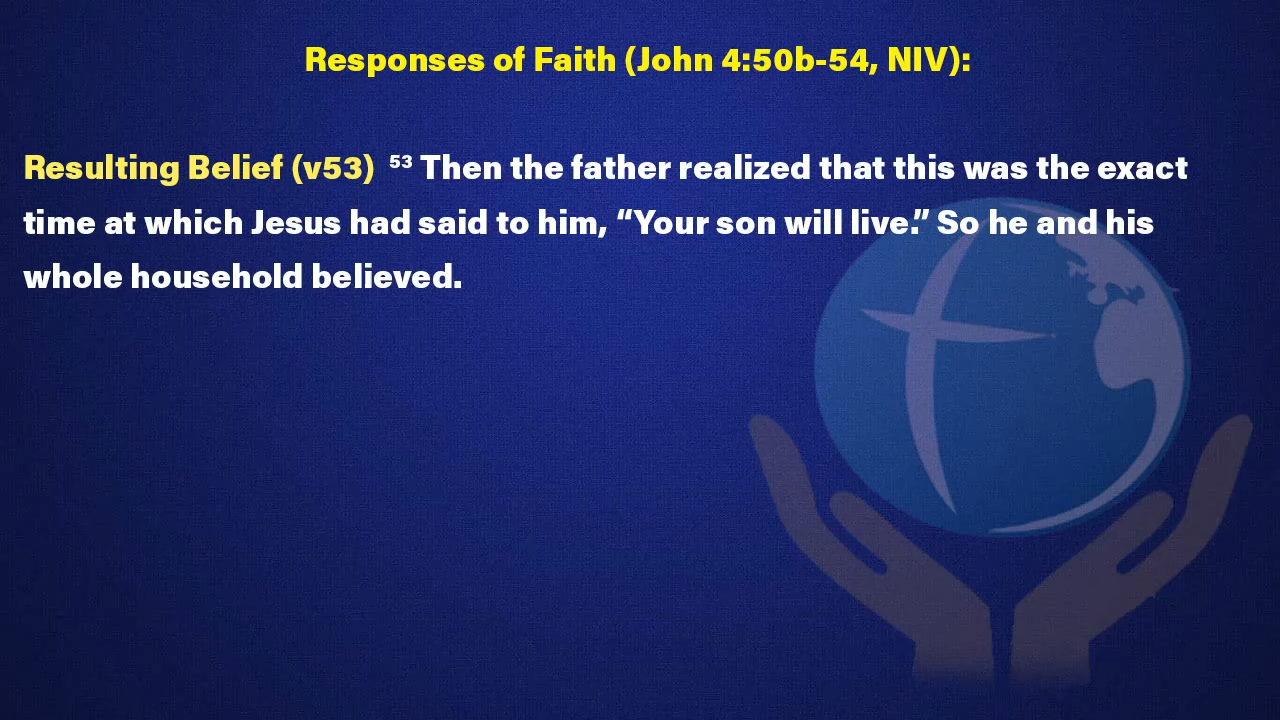 Responses of Faith (John 4:50b-54, NIV):
Resulting Belief (v53) ⁵³ Then the father realized that this was the exact
time at which Jesus had said to him, “Your son will live.” So he and his
whole household believed.